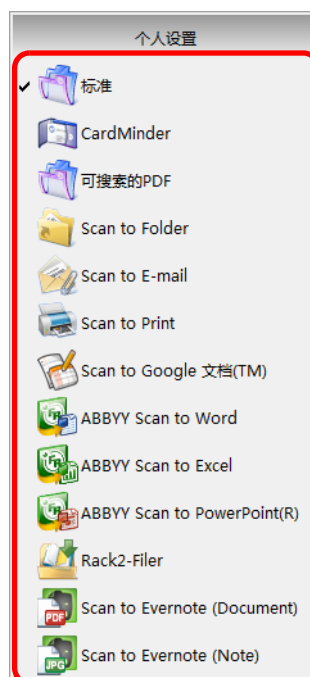 个人设置
标准
CardMinder
可搜索的PDF
Scan to Folder
Scan to E-mail
Scan to Print
Scan to Google 文档(TM)
ABBYY Scan to Word
ABBYY Scan to Excel
ABBYY Scan to PowerPoint(R)
Rack2-Filer
PDF
Scan to Evernote (Document)
JPG
Scan to Evernote (Note)